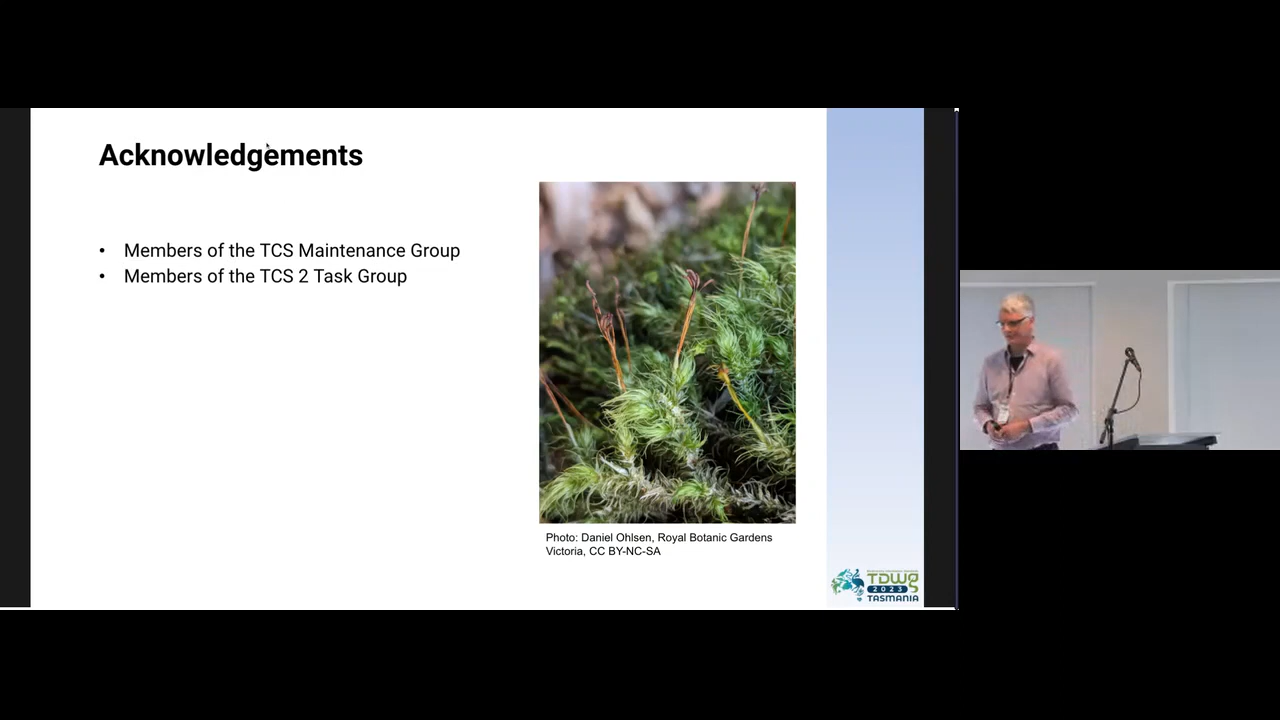 Acknowledgements
• Members of the TCS Maintenance Group
• Members of the TCS 2 Task Group
Photo: Daniel Ohlsen, Royal Botanic Gardens
Victoria, CC BY-NC-SA
TDWG
2023
TASMANIA